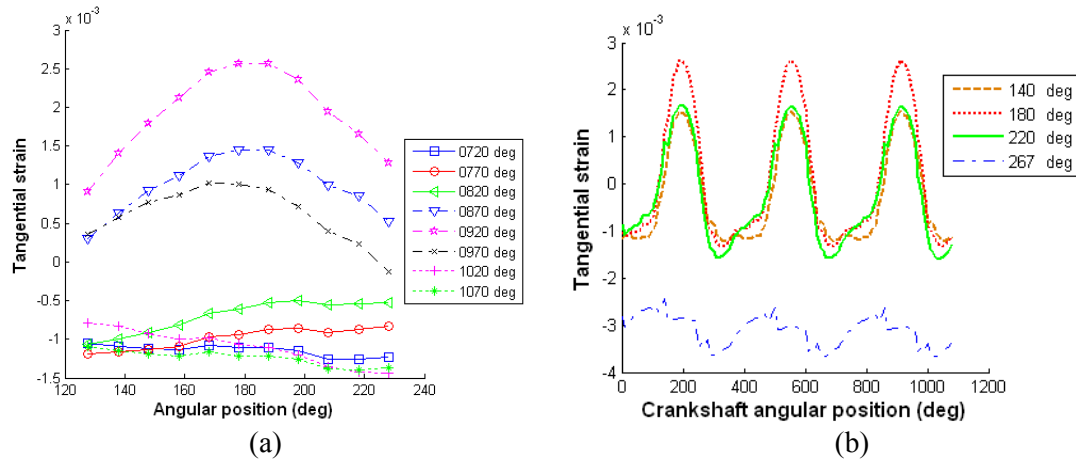 x 10⁻³
3
2.5
2
1.5
1
0.5
0
-0.5
-1
-1.5
120 140 160 180 200 220 240
Tangential strain
Angular position (deg)
0720 deg
0770 deg
0820 deg
0870 deg
0920 deg
0970 deg
1020 deg
1070 deg
(a)
x 10⁻³
3
2
1
0
-1
-2
-3
-4
0 200 400 600 800 1000 1200
Tangential strain
Crankshaft angular position (deg)
140 deg
180 deg
220 deg
267 deg
(b)